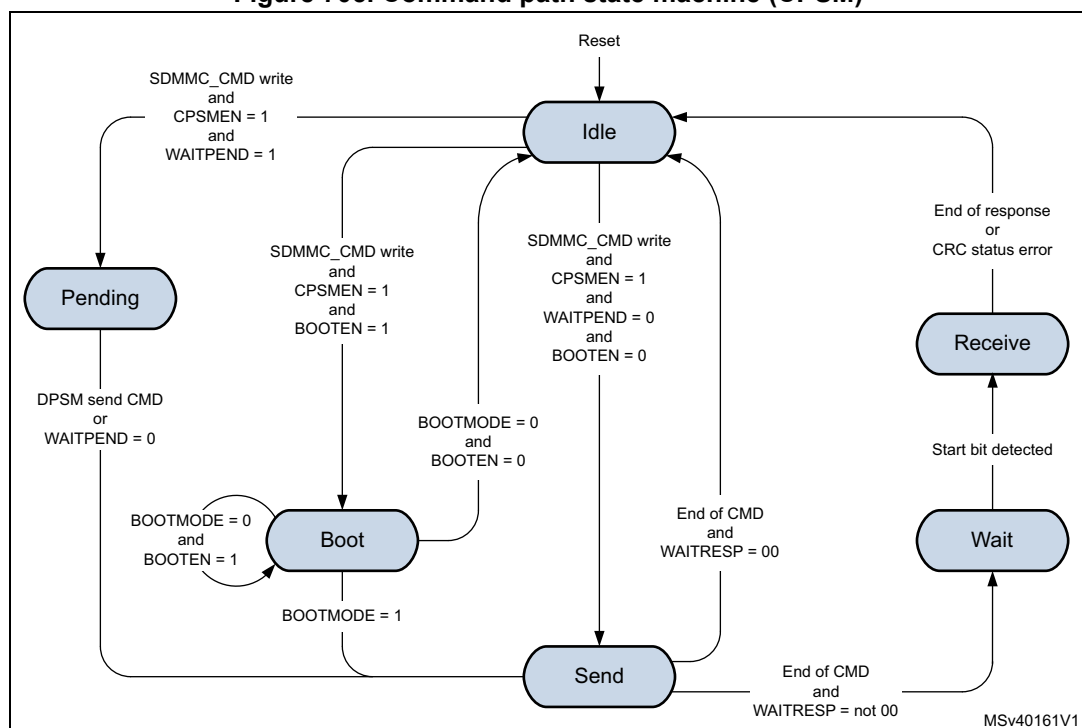 Figure 768. Command path state machine (CPSM)
Reset
SDMMC_CMD write
and
CPSMEN = 1
and
WAITPEND = 1
Idle
SDMMC_CMD write
and
CPSMEN = 1
and
BOOTEN = 1
SDMMC_CMD write
and
CPSMEN = 1
and
WAITPEND = 0
and
BOOTEN = 0
End of response
or
CRC status error
Pending
Receive
DPSM send CMD
or
WAITPEND = 0
BOOTMODE = 0
and
BOOTEN = 0
Start bit detected
BOOTMODE = 0
and
BOOTEN = 1
Boot
End of CMD
and
WAITRESP = 00
Wait
BOOTMODE = 1
Send
End of CMD
and
WAITRESP = not 00
MSv40161V1